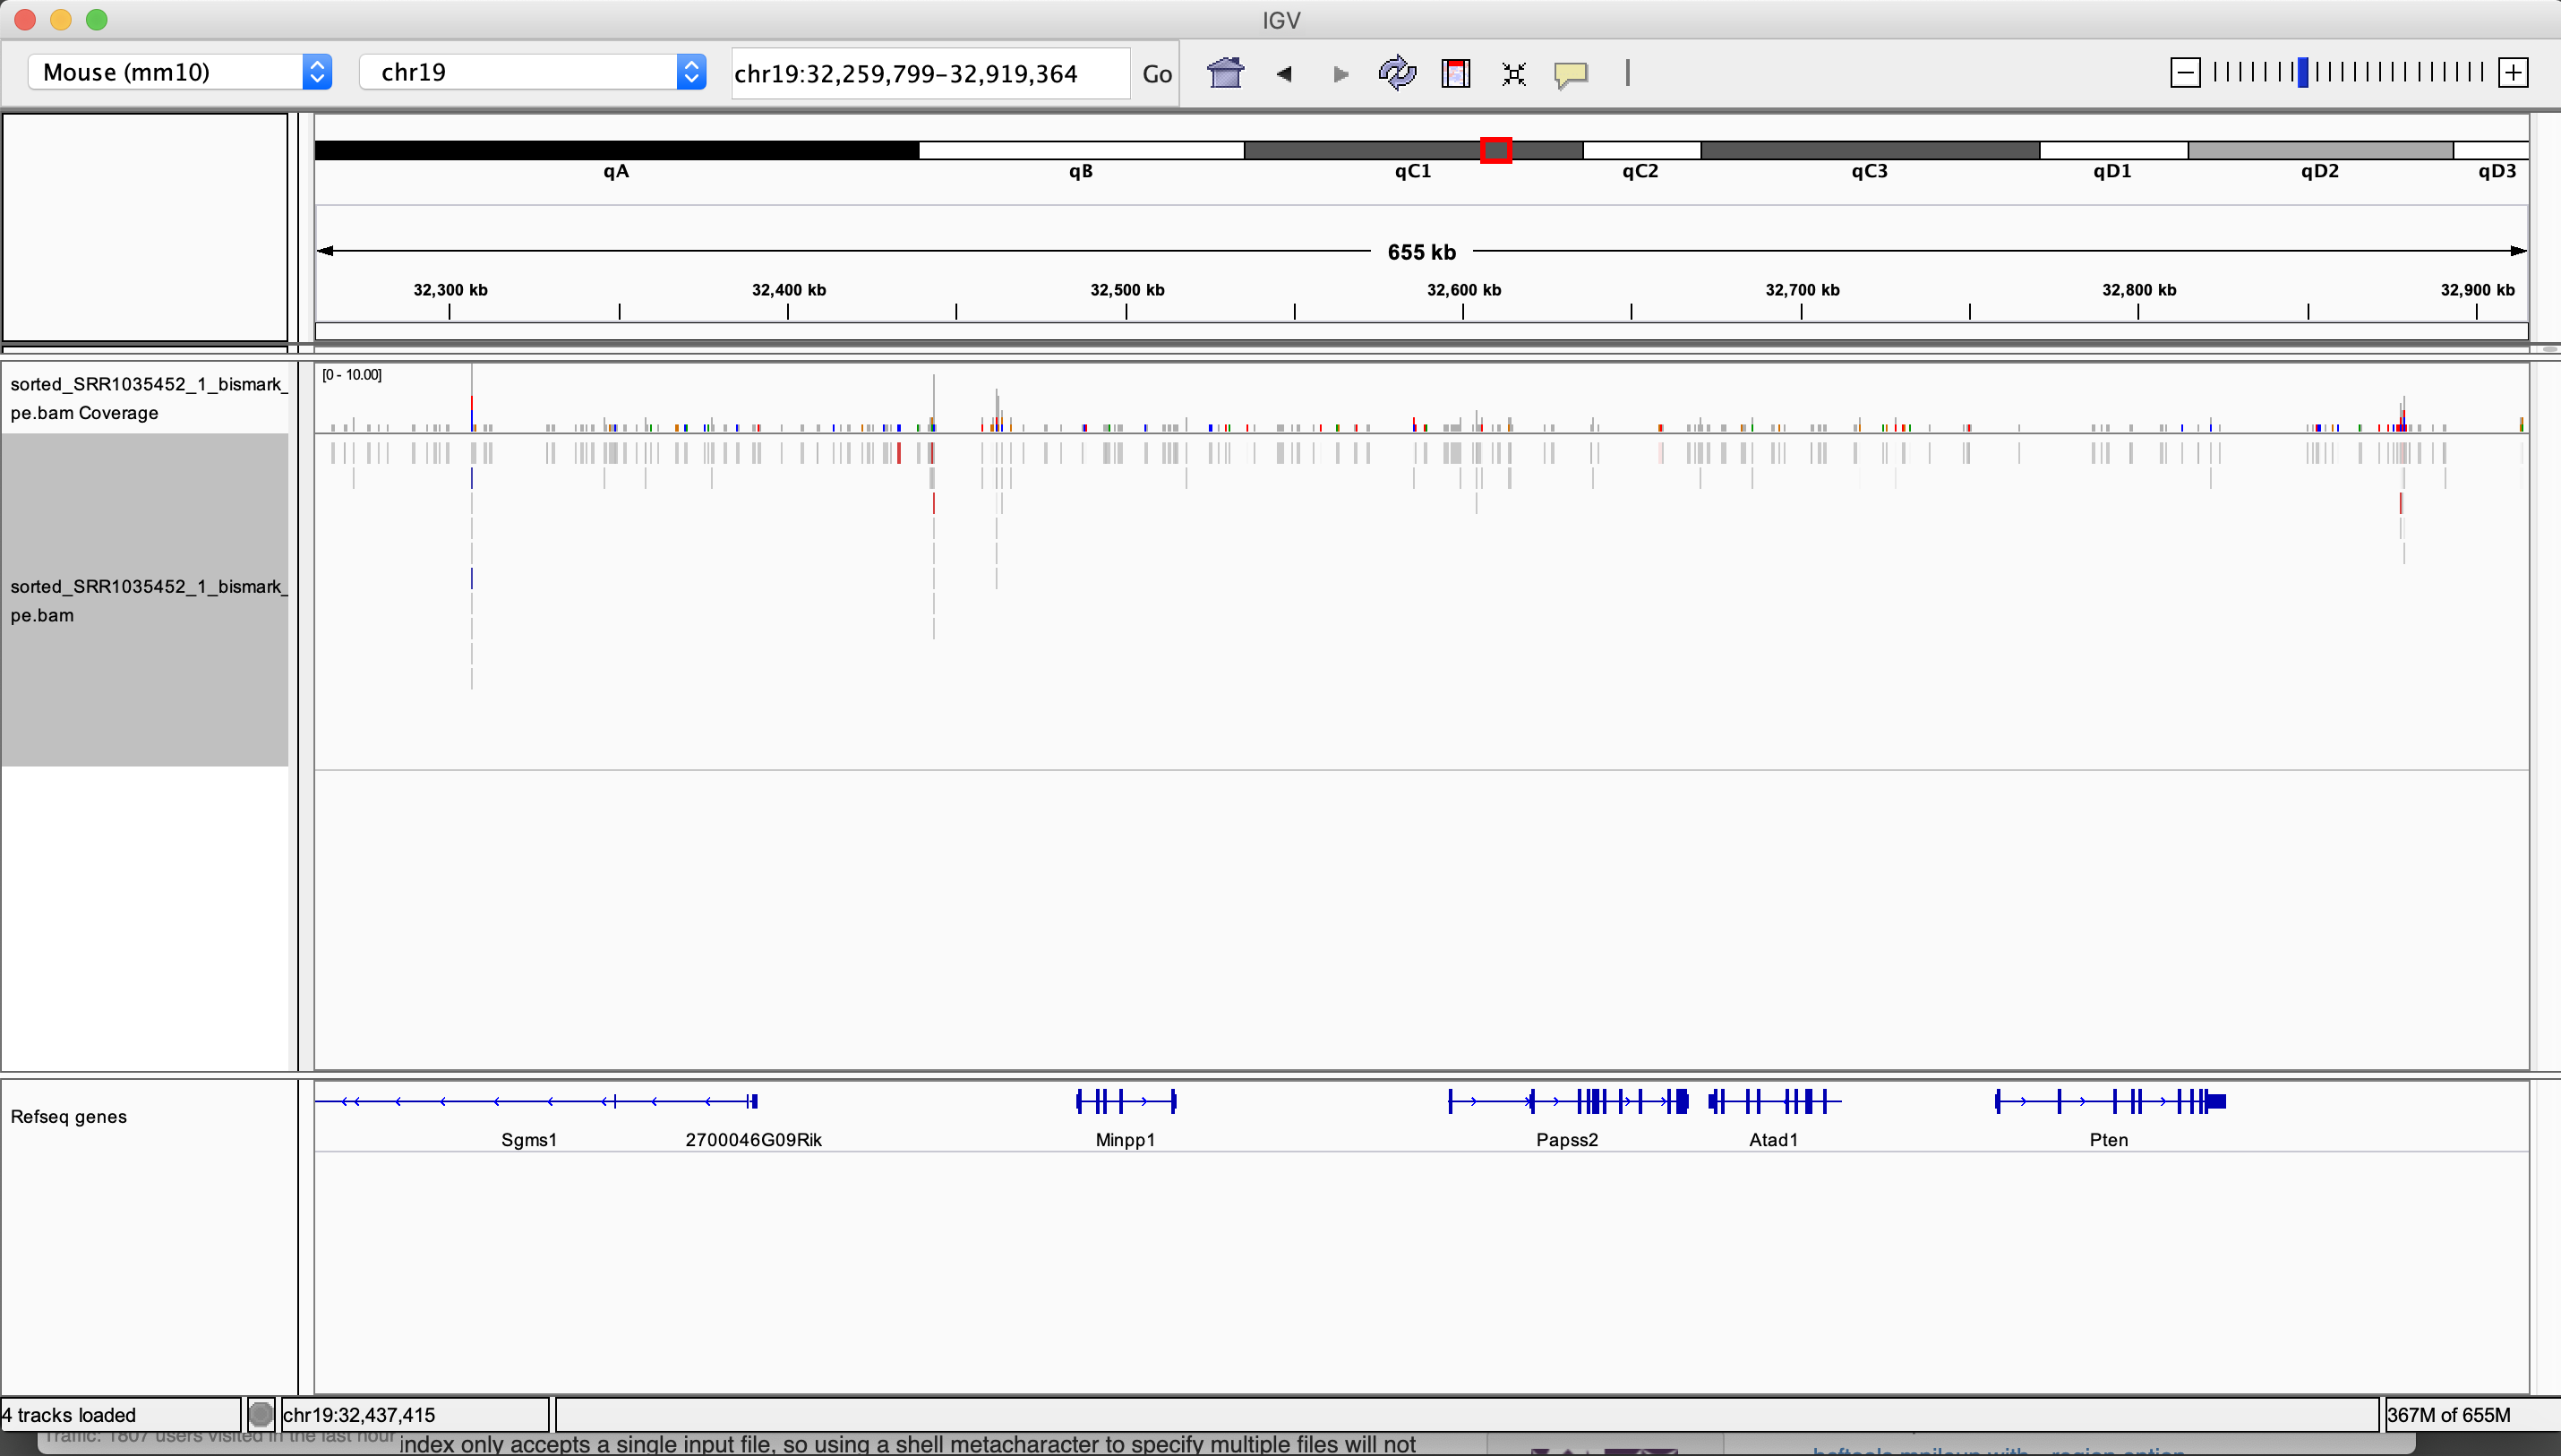 IGV
Mouse (mm10)
chr19
chr19:32,259,799-32,919,364
Go
qA qB qC1 qC2 qC3 qD1 qD2 qD3
655 kb
32,300 kb 32,400 kb 32,500 kb 32,600 kb 32,700 kb 32,800 kb 32,900 kb
sorted_SRR1035452_1_bismark_
pe.bam Coverage
[0 - 10.00]
sorted_SRR1035452_1_bismark_
pe.bam
Refseq genes
Sgms1 2700046G09Rik Minpp1 Papss2 Atad1 Pten
4 tracks loaded
chr19:32,437,415
367M of 655M
Traffic: 1807 users visited in the last hour
index only accepts a single input file, so using a shell metacharacter to specify multiple files will not